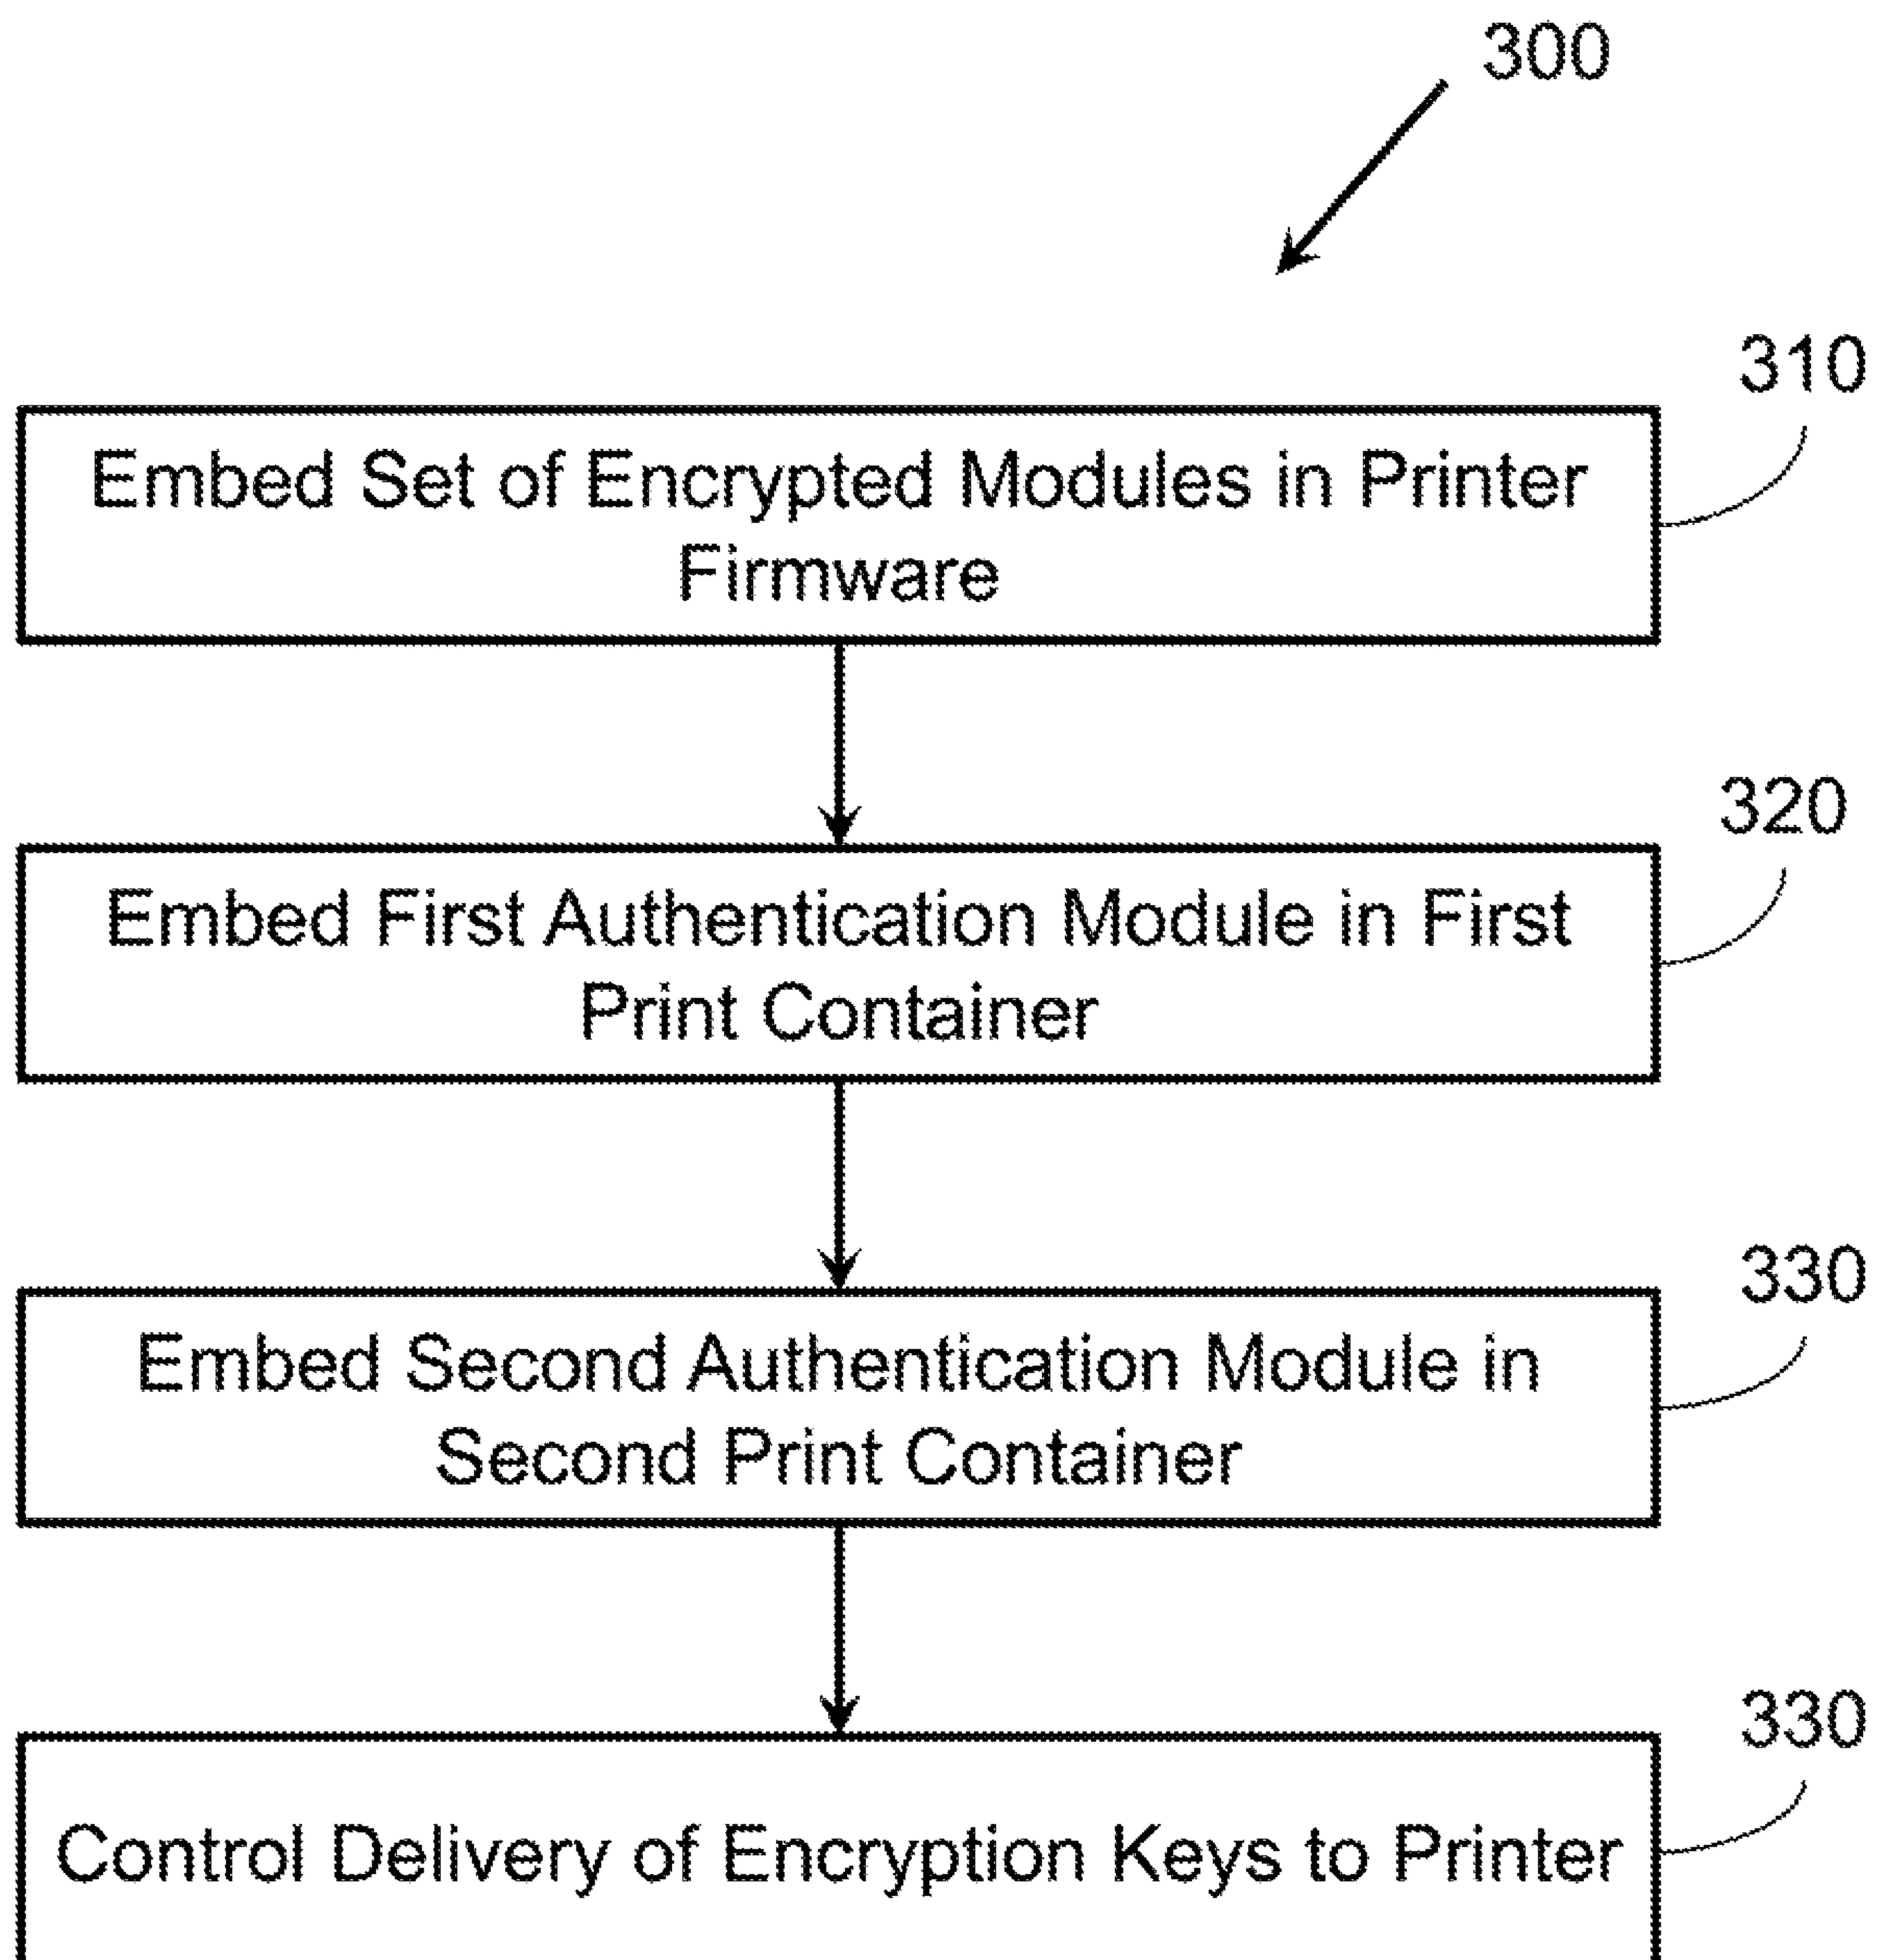 300
310
Embed Set of Encrypted Modules in Printer
Firmware
320
Embed First Authentication Module in First
Print Container
330
Embed Second Authentication Module in
Second Print Container
330
Control Delivery of Encryption Keys to Printer